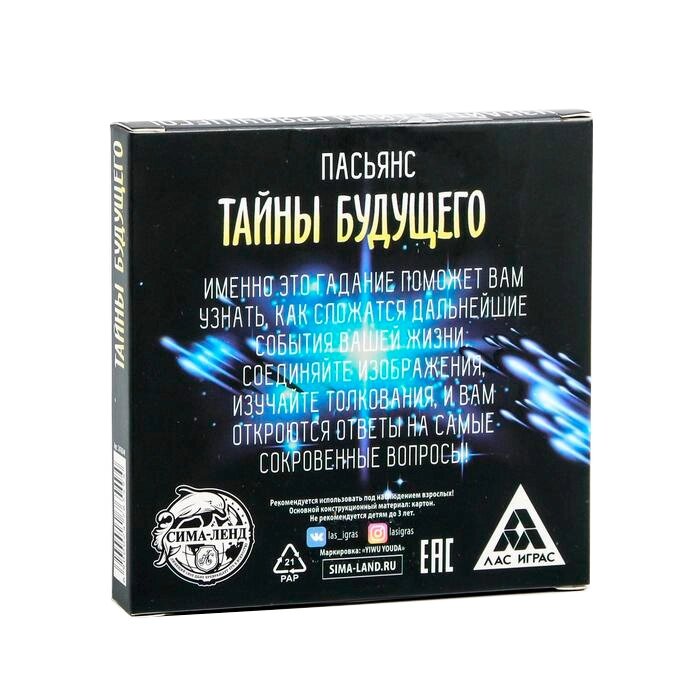 ПАСЬЯНС
ТАЙНЫ БУДУЩЕГО
ИМЕННО ЭТО ГАДАНИЕ ПОМОЖЕТ ВАМ
УЗНАТЬ, КАК СЛОЖАТСЯ ДАЛЬНЕЙШИЕ
СОБЫТИЯ ВАШЕЙ ЖИЗНИ:
СОЕДИНЯЙТЕ ИЗОБРАЖЕНИЯ,
ИЗУЧАЙТЕ ТОЛКОВАНИЯ, И ВАМ
ОТКРОЮТСЯ ОТВЕТЫ НА САМЫЕ
СОКРОВЕННЫЕ ВОПРОСЫ!
Рекомендуется использовать под наблюдением взрослых!
Основной конструкционный материал: картон.
Не рекомендуется детям до 3 лет.
las_igras
lasigras
Маркировка: «YIWU YOUDA»
SIMA-LAND.RU
СИМА-ЛЕНД
21
PAP
ЕАС
ЛАС ИГРАС
ТАЙНЫ БУДУЩЕГО